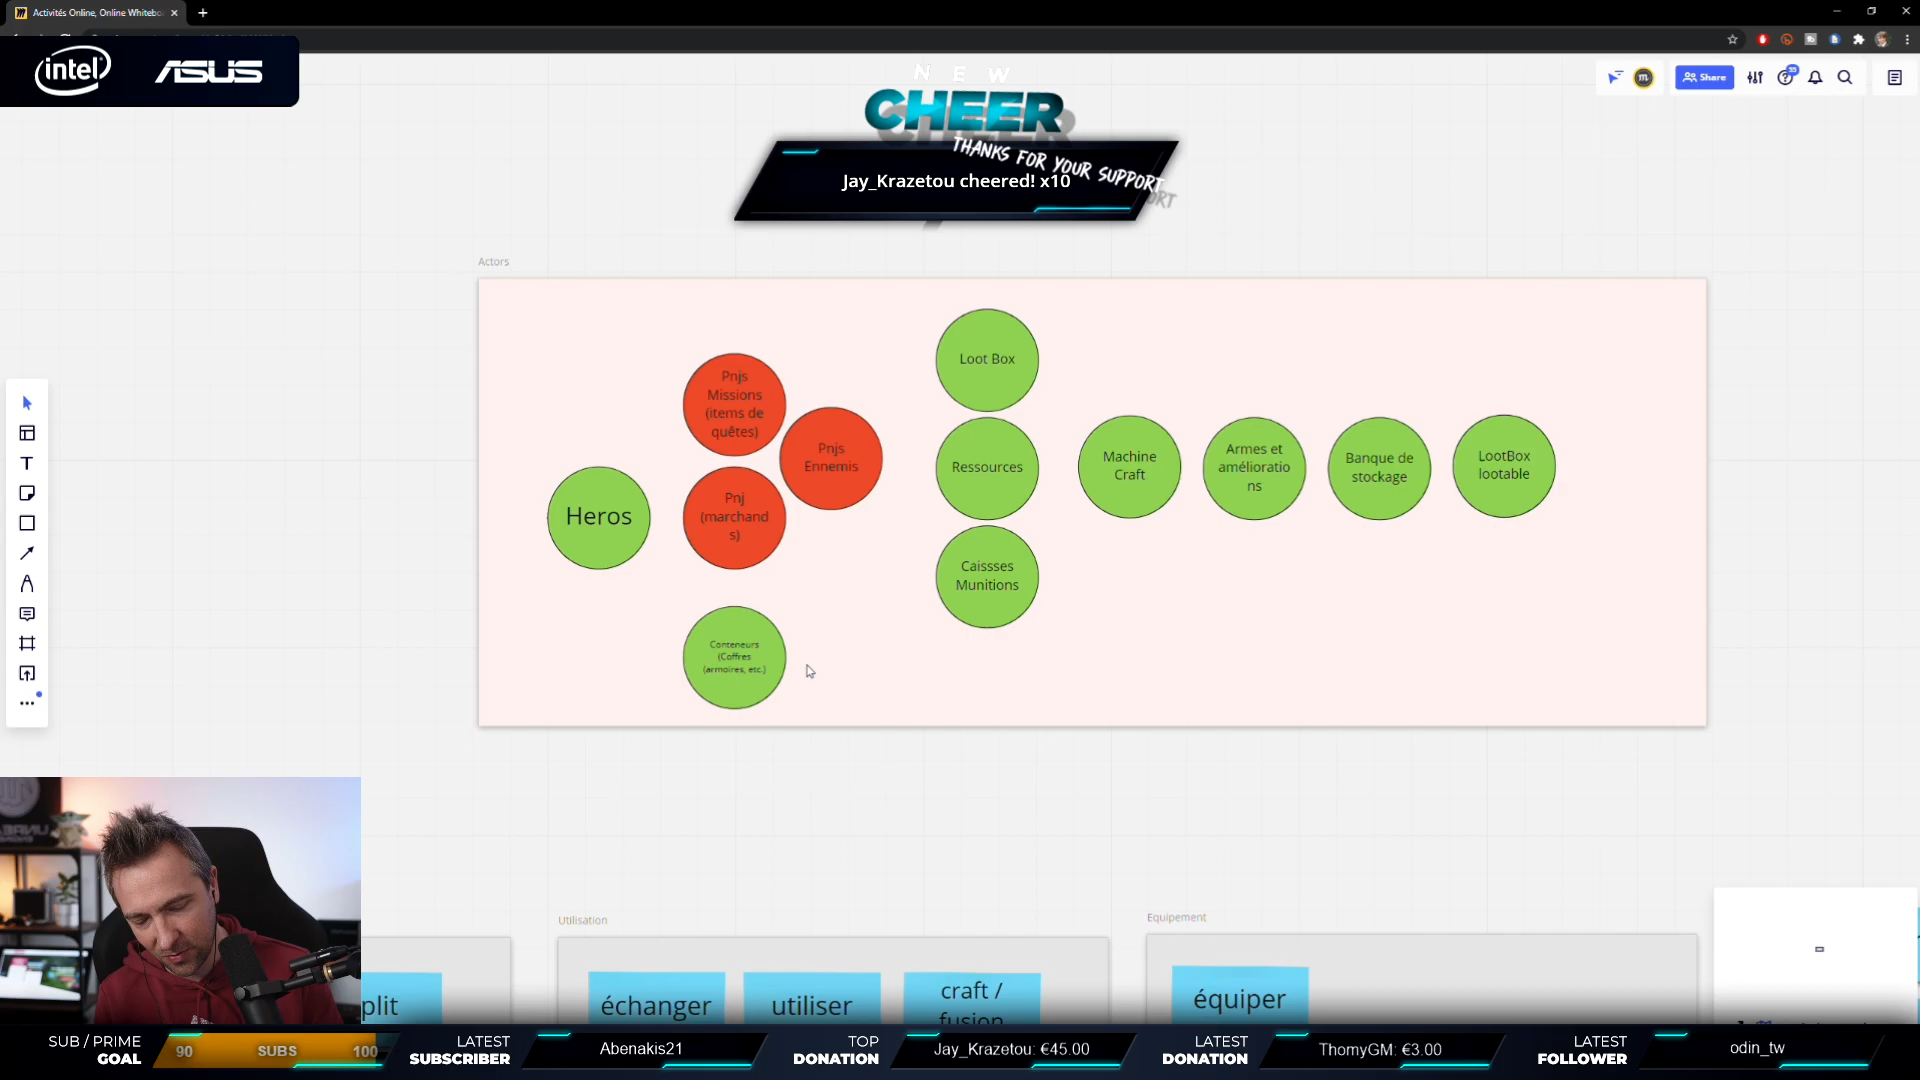 Activités Online, Online Whitebo
intel
ASUS
NEW
CHEER
THANKS FOR YOUR SUPPORT
Jay_Krazetou cheered! x10
m
Share
Actors
Loot Box
Pnjs
Missions
(items de
quêtes)
Pnjs
Ennemis
Ressources
Machine
Craft
Armes et
amélioratio
ns
Banque de
stockage
LootBox
lootable
Heros
Pnj
(marchand
s)
Caissses
Munitions
Conteneurs
(Coffres
(armoires, etc.)
Utilisation
Equipement
plit
échanger
utiliser
craft /
fusion
équiper
SUB / PRIME
GOAL
90
SUBS
100
LATEST
SUBSCRIBER
Abenakis21
TOP
DONATION
Jay_Krazetou: €45.00
LATEST
DONATION
ThomyGM: €3.00
LATEST
FOLLOWER
odin_tw